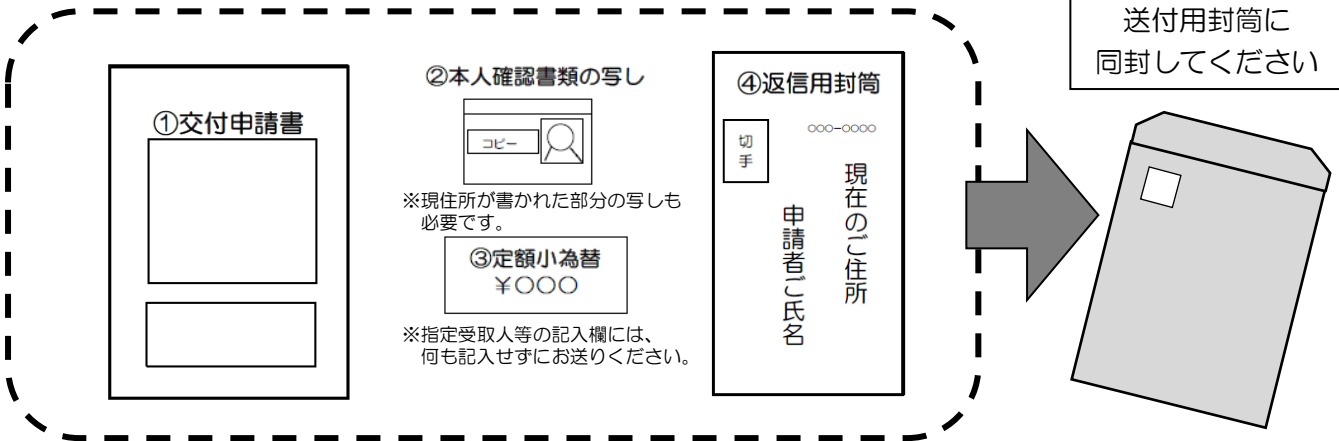 ①交付申請書
②本人確認書類の写し
コピー
※現住所が書かれた部分の写しも
必要です。
③定額小為替
￥〇〇〇
※指定受取人等の記入欄には、
何も記入せずにお送りください。
④返信用封筒
切手
○○○-○○○○
現在のご住所
申請者ご氏名
送付用封筒に
同封してください